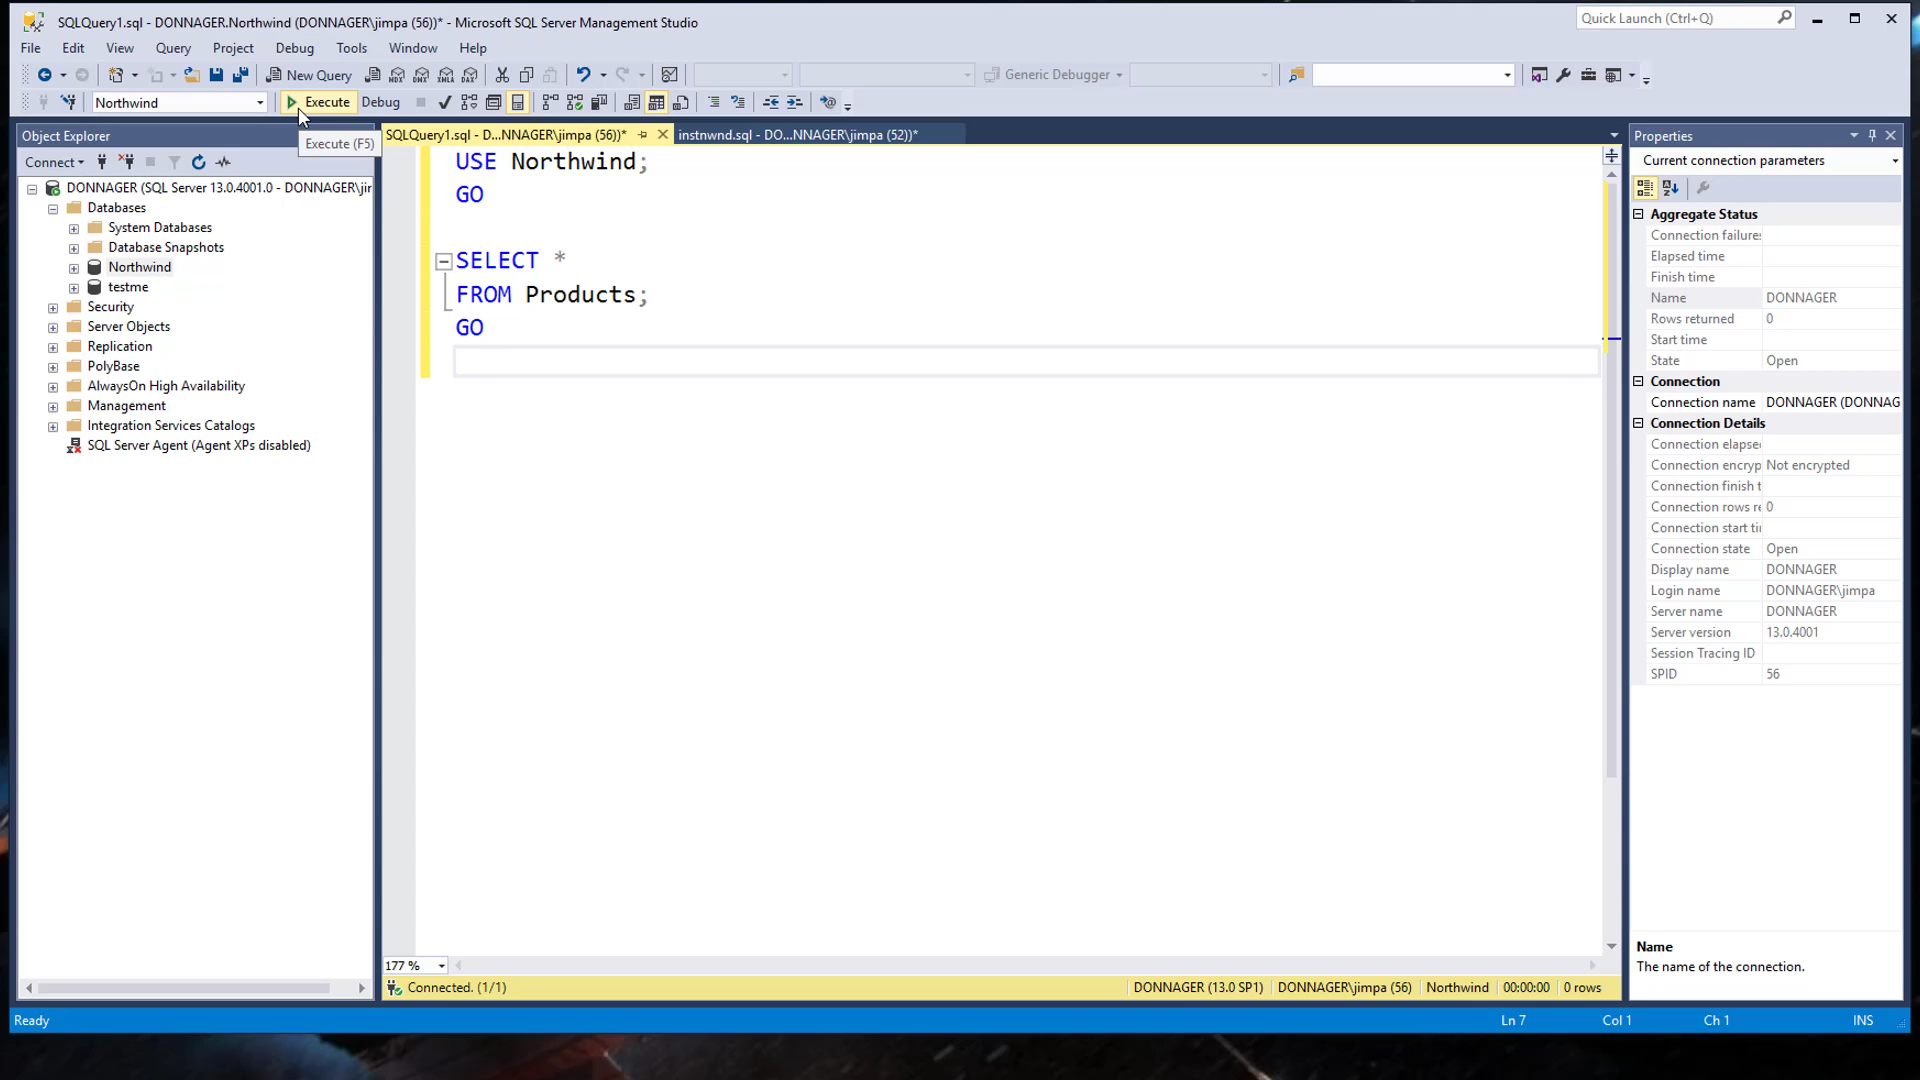 SQLQuery1.sql - DONNAGER.Northwind (DONNAGER\jimpa (56))* - Microsoft SQL Server Management Studio
Quick Launch (Ctrl+Q)
File Edit View Query Project Debug Tools Window Help
New Query
MDX DMX XMLA DAX
Generic Debugger
Northwind
Execute
Debug
Execute (F5)
Object Explorer
Connect
DONNAGER (SQL Server 13.0.4001.0 - DONNAGER\jir
Databases
System Databases
Database Snapshots
Northwind
testme
Security
Server Objects
Replication
PolyBase
AlwaysOn High Availability
Management
Integration Services Catalogs
SQL Server Agent (Agent XPs disabled)
SQLQuery1.sql - D...NNAGER\jimpa (56))*
instnwnd.sql - DO...NNAGER\jimpa (52))*
USE Northwind;
GO
SELECT *
FROM Products;
GO
177 %
Connected. (1/1)
DONNAGER (13.0 SP1)
DONNAGER\jimpa (56)
Northwind
00:00:00
0 rows
Properties
Current connection parameters
Aggregate Status
Connection failures
Elapsed time
Finish time
Name DONNAGER
Rows returned 0
Start time
State Open
Connection
Connection name DONNAGER (DONNAG
Connection Details
Connection elapse
Connection encryp Not encrypted
Connection finish t
Connection rows re 0
Connection start tir
Connection state Open
Display name DONNAGER
Login name DONNAGER\jimpa
Server name DONNAGER
Server version 13.0.4001
Session Tracing ID
SPID 56
Name
The name of the connection.
Ready
Ln 7
Col 1
Ch 1
INS